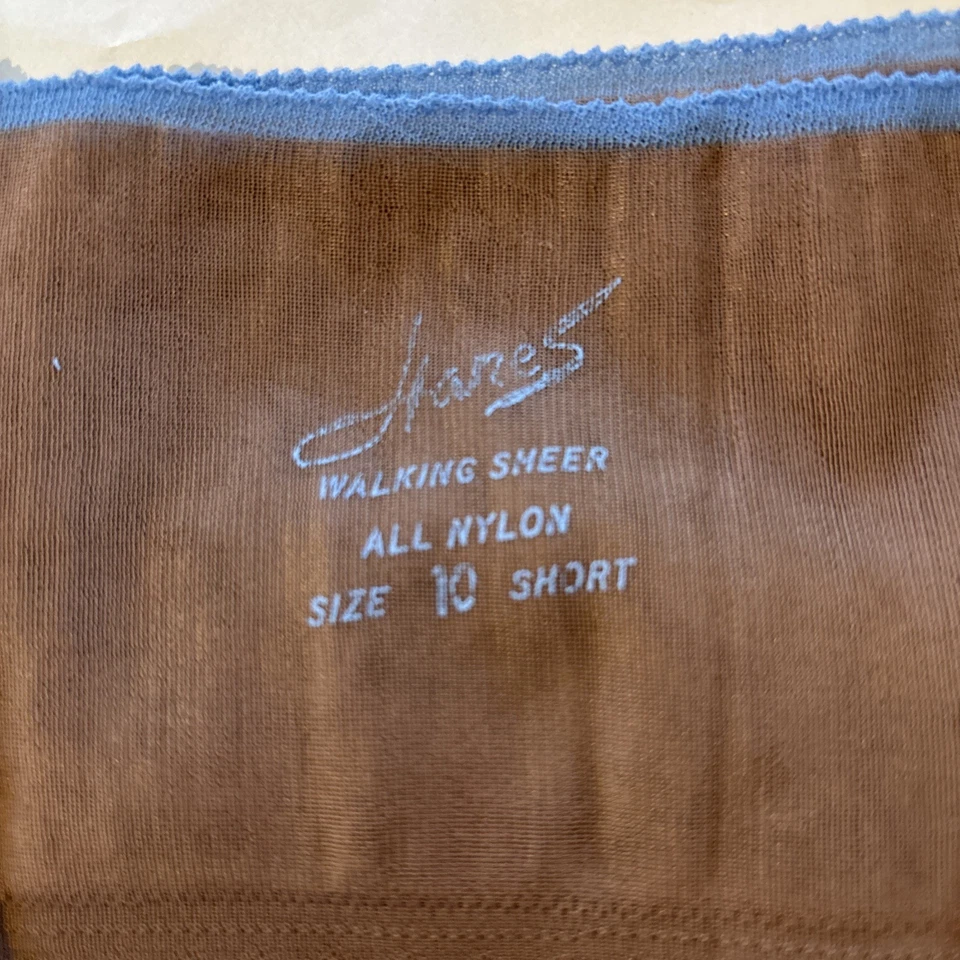 Hanes
WALKING SHEER
ALL NYLON
SIZE 10 SHORT